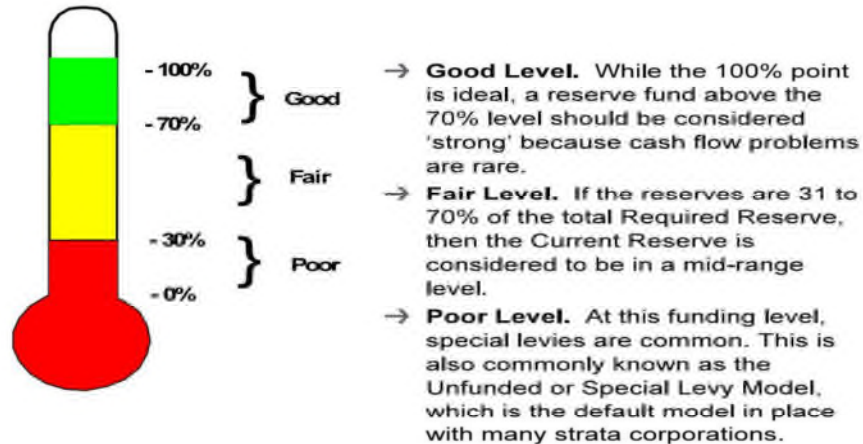 - 100%
Good
- 70%
Fair
- 30%
Poor
- 0%
→ Good Level. While the 100% point
is ideal, a reserve fund above the
70% level should be considered
‘strong’ because cash flow problems
are rare.
→ Fair Level. If the reserves are 31 to
70% of the total Required Reserve,
then the Current Reserve is
considered to be in a mid-range
level.
→ Poor Level. At this funding level,
special levies are common. This is
also commonly known as the
Unfunded or Special Levy Model,
which is the default model in place
with many strata corporations.